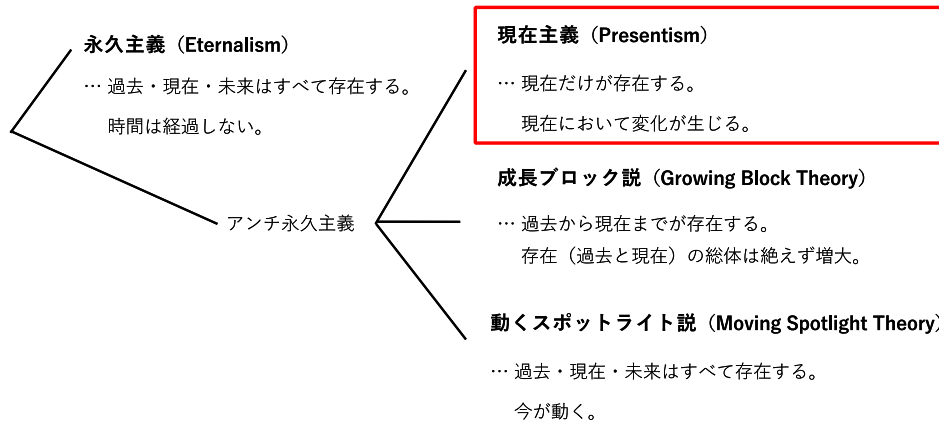 永久主義（Eternalism）
… 過去・現在・未来はすべて存在する。
時間は経過しない。
アンチ永久主義
現在主義（Presentism）
… 現在だけが存在する。
現在において変化が生じる。
成長ブロック説（Growing Block Theory）
… 過去から現在までが存在する。
存在（過去と現在）の総体は絶えず増大。
動くスポットライト説（Moving Spotlight Theory）
… 過去・現在・未来はすべて存在する。
今が動く。